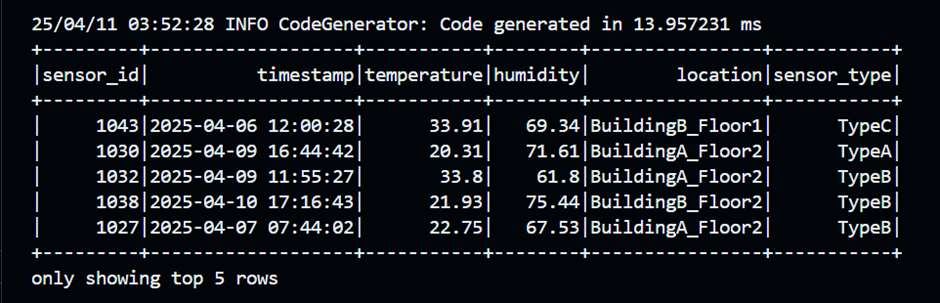 25/04/11 03:52:28 INFO CodeGenerator: Code generated in 13.957231 ms
+---------+-------------------+-----------+--------+----------------+-----------+
|sensor_id|          timestamp|temperature|humidity|        location|sensor_type|
+---------+-------------------+-----------+--------+----------------+-----------+
|     1043|2025-04-06 12:00:28|      33.91|   69.34|BuildingB_Floor1|      TypeC|
|     1030|2025-04-09 16:44:42|      20.31|   71.61|BuildingA_Floor2|      TypeA|
|     1032|2025-04-09 11:55:27|       33.8|    61.8|BuildingA_Floor2|      TypeB|
|     1038|2025-04-10 17:16:43|      21.93|   75.44|BuildingB_Floor2|      TypeB|
|     1027|2025-04-07 07:44:02|      22.75|   67.53|BuildingA_Floor2|      TypeB|
+---------+-------------------+-----------+--------+----------------+-----------+
only showing top 5 rows